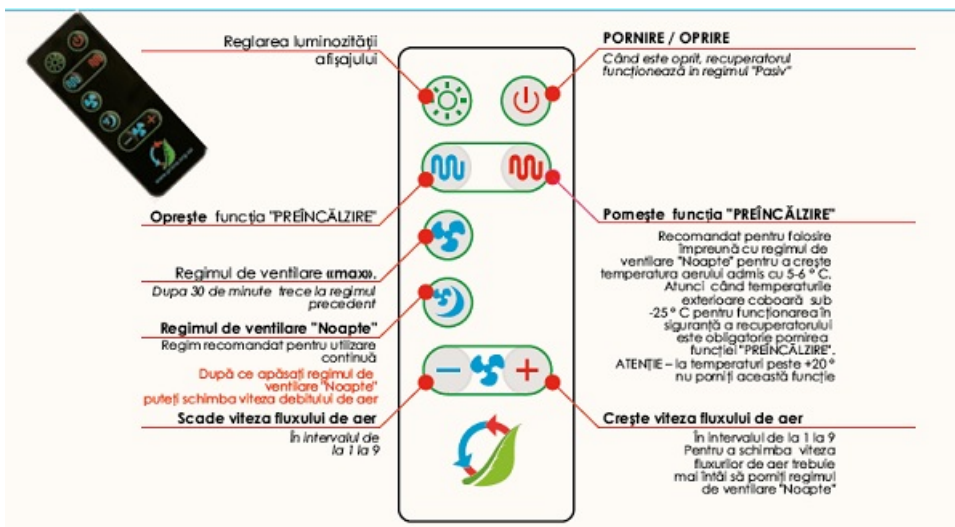 Reglarea luminozității
afișajului
PORNIRE / OPRIRE
Când este oprit, recuperatorul
funcționează in regimul "Pasiv"
Oprește funcția "PREÎNCĂLZIRE"
Pornește funcția "PREÎNCĂLZIRE"
Recomandat pentru falosire
împreună cu regimul de
ventilare "Noapte" pentru a crește
temperatura aerului admis cu 5-6 ° C.
Atunci când temperaturile
exterioare coboară sub
-25 ° C pentru funcționarea în
siguranță a recuperatorului
este obligatorie pornirea
funcției "PREÎNCĂLZIRE".
ATENȚIE – la temperaturi peste +20 °
nu porniți această funcție
Regimul de ventilare «max».
Dupa 30 de minute trece la regimul
precedent
Regimul de ventilare "Noapte"
Regim recomandat pentru utilizare
continuă
După ce apăsați regimul de
ventilare "Noapte"
puteți schimba viteza debitului de aer
Scade viteza fluxului de aer
În intervalul de
la 1 la 9
Crește viteza fluxului de aer
În intervalul de la 1 la 9
Pentru a schimba viteza
fluxurilor de aer trebuie
mai întâi să porniți regimul
de ventilare "Noapte"